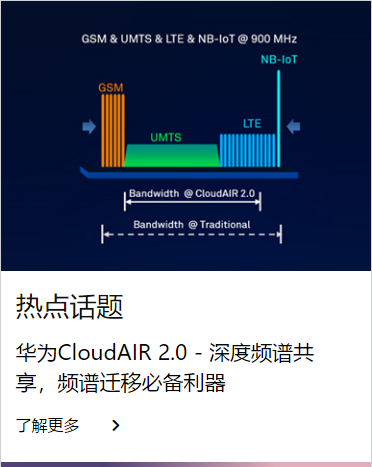 GSM & UMTS & LTE & NB-IoT @ 900 MHz
NB-IoT
GSM
LTE
UMTS
Bandwidth @ CloudAIR 2.0
Bandwidth @ Traditional
热点话题
华为CloudAIR 2.0 - 深度频谱共
享，频谱迁移必备利器
了解更多